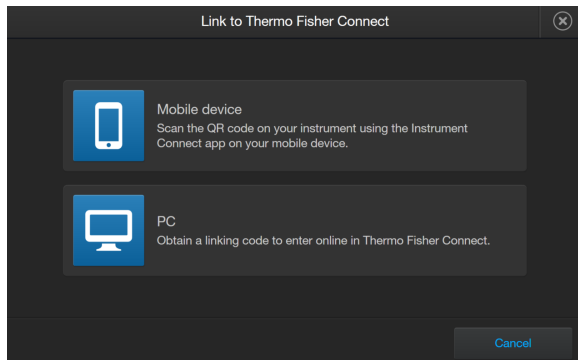 Link to Thermo Fisher Connect
Mobile device
Scan the QR code on your instrument using the Instrument
Connect app on your mobile device.
PC
Obtain a linking code to enter online in Thermo Fisher Connect.
Cancel